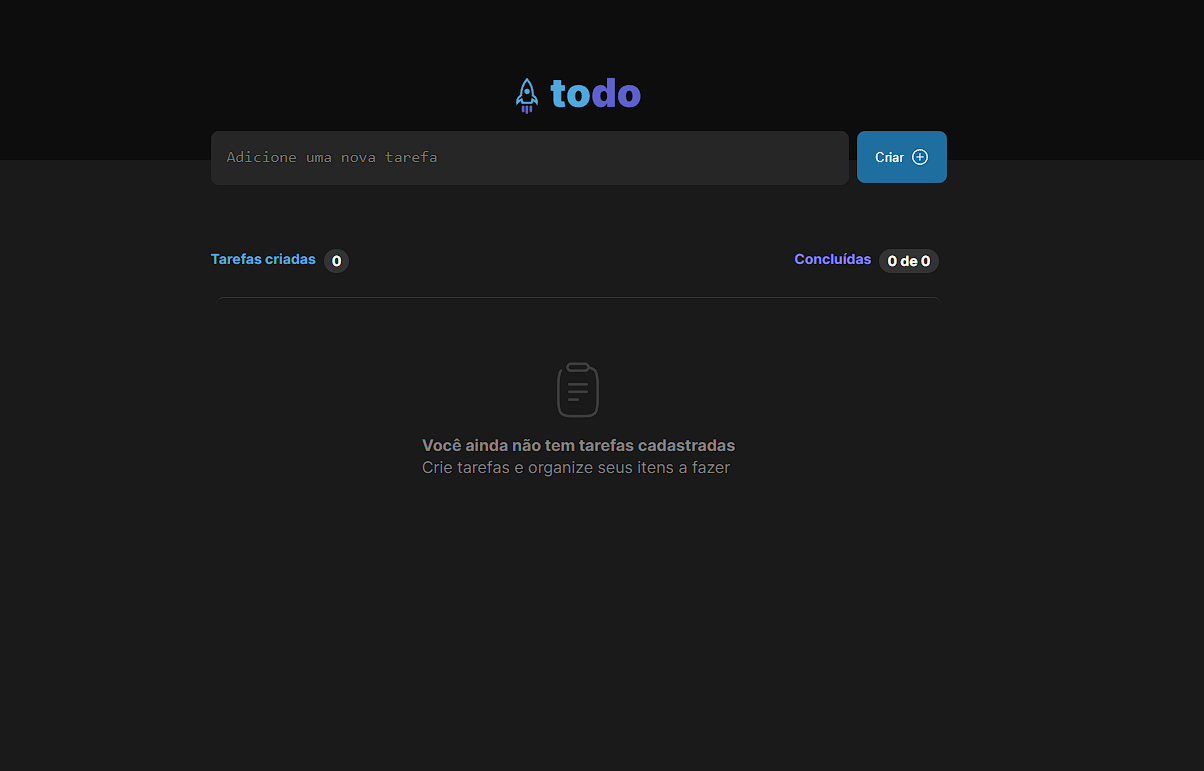 todo
Adicione uma nova tarefa
Criar
Tarefas criadas 0
Concluídas 0 de 0
Você ainda não tem tarefas cadastradas
Crie tarefas e organize seus itens a fazer